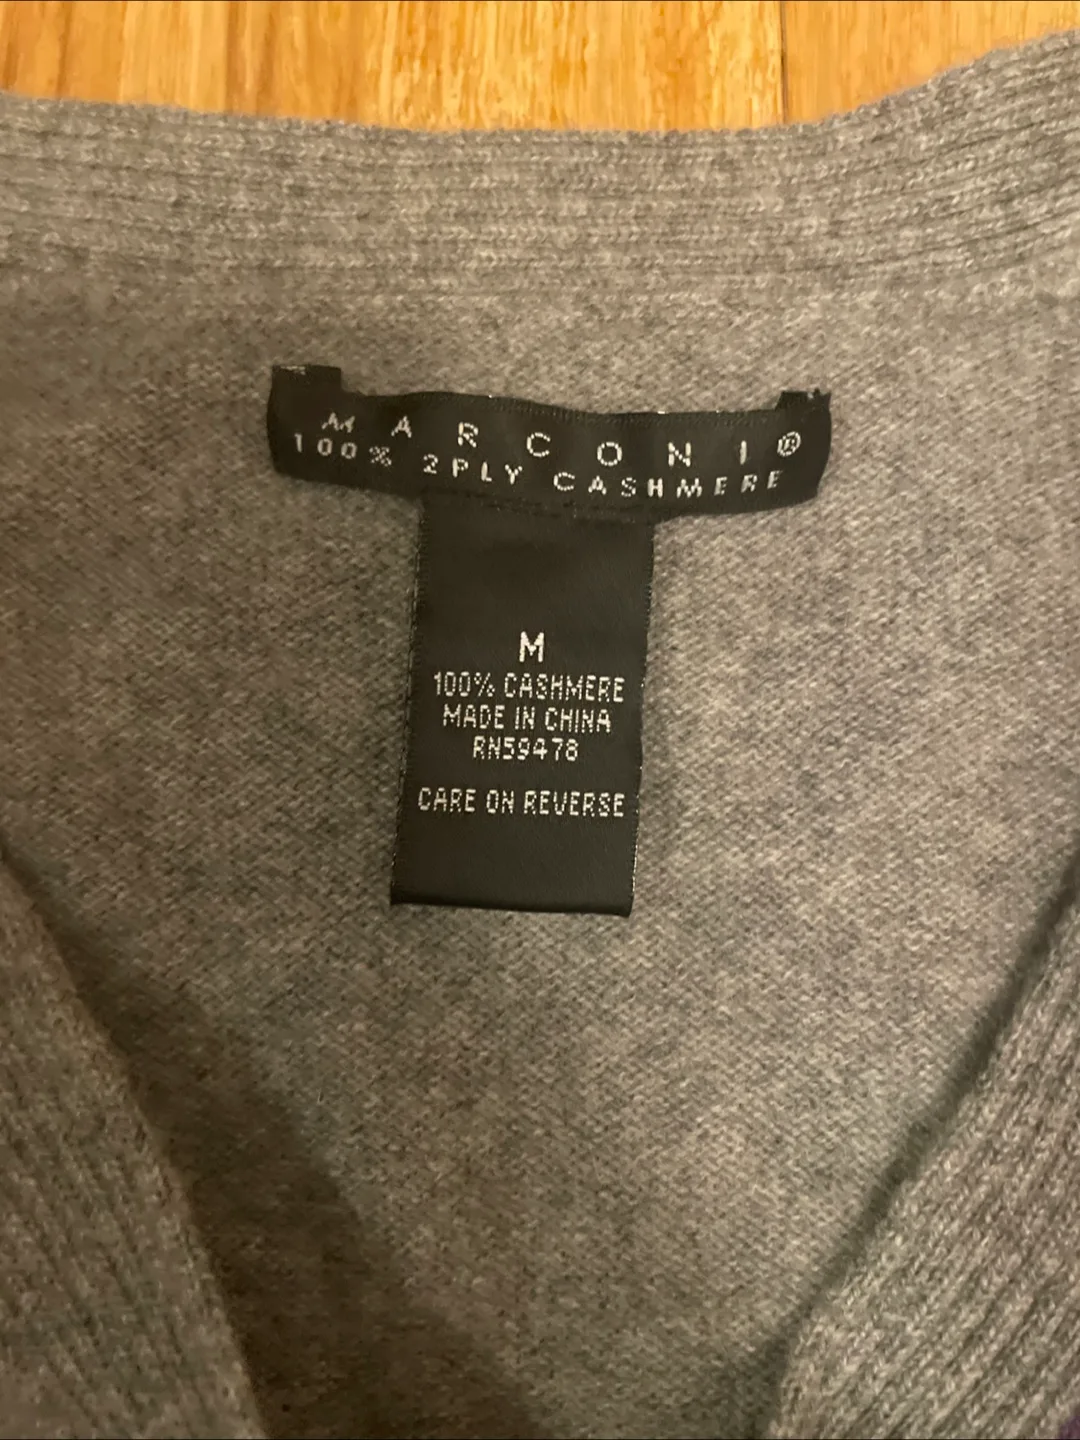 MARCONI®
100% 2PLY CASHMERE
M
100% CASHMERE
MADE IN CHINA
RN59478
CARE ON REVERSE